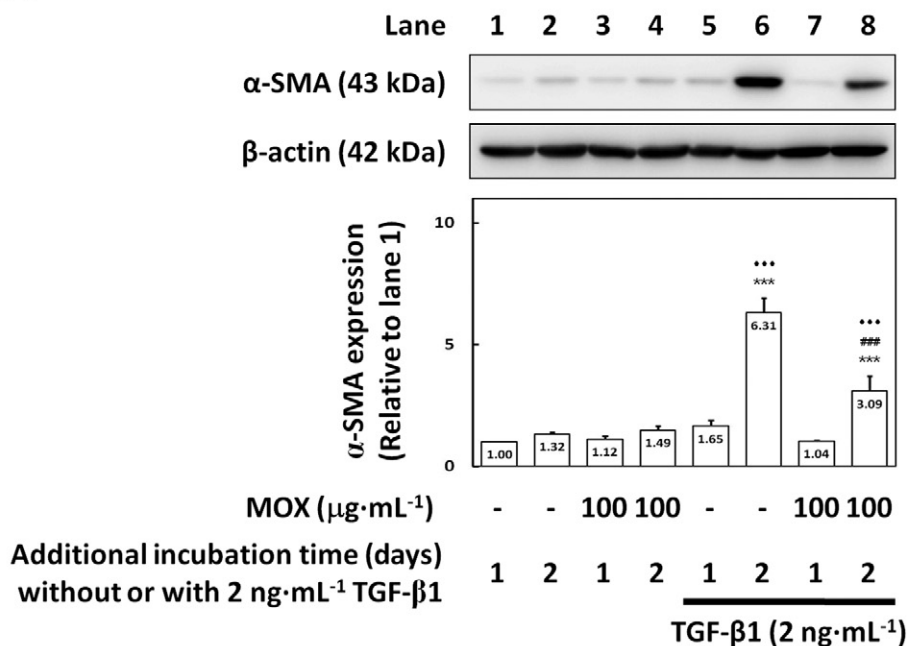 Lane 1 2 3 4 5 6 7 8
α-SMA (43 kDa)
β-actin (42 kDa)
α-SMA expression
(Relative to lane 1)
10
5
0
1.00 1.32 1.12 1.49 1.65 6.31 1.04 3.09
•••
***
•••
###
***
MOX (μg·mL⁻¹) - - 100 100 - - 100 100
Additional incubation time (days)
without or with 2 ng·mL⁻¹ TGF-β1
1 2 1 2 1 2 1 2
TGF-β1 (2 ng·mL⁻¹)